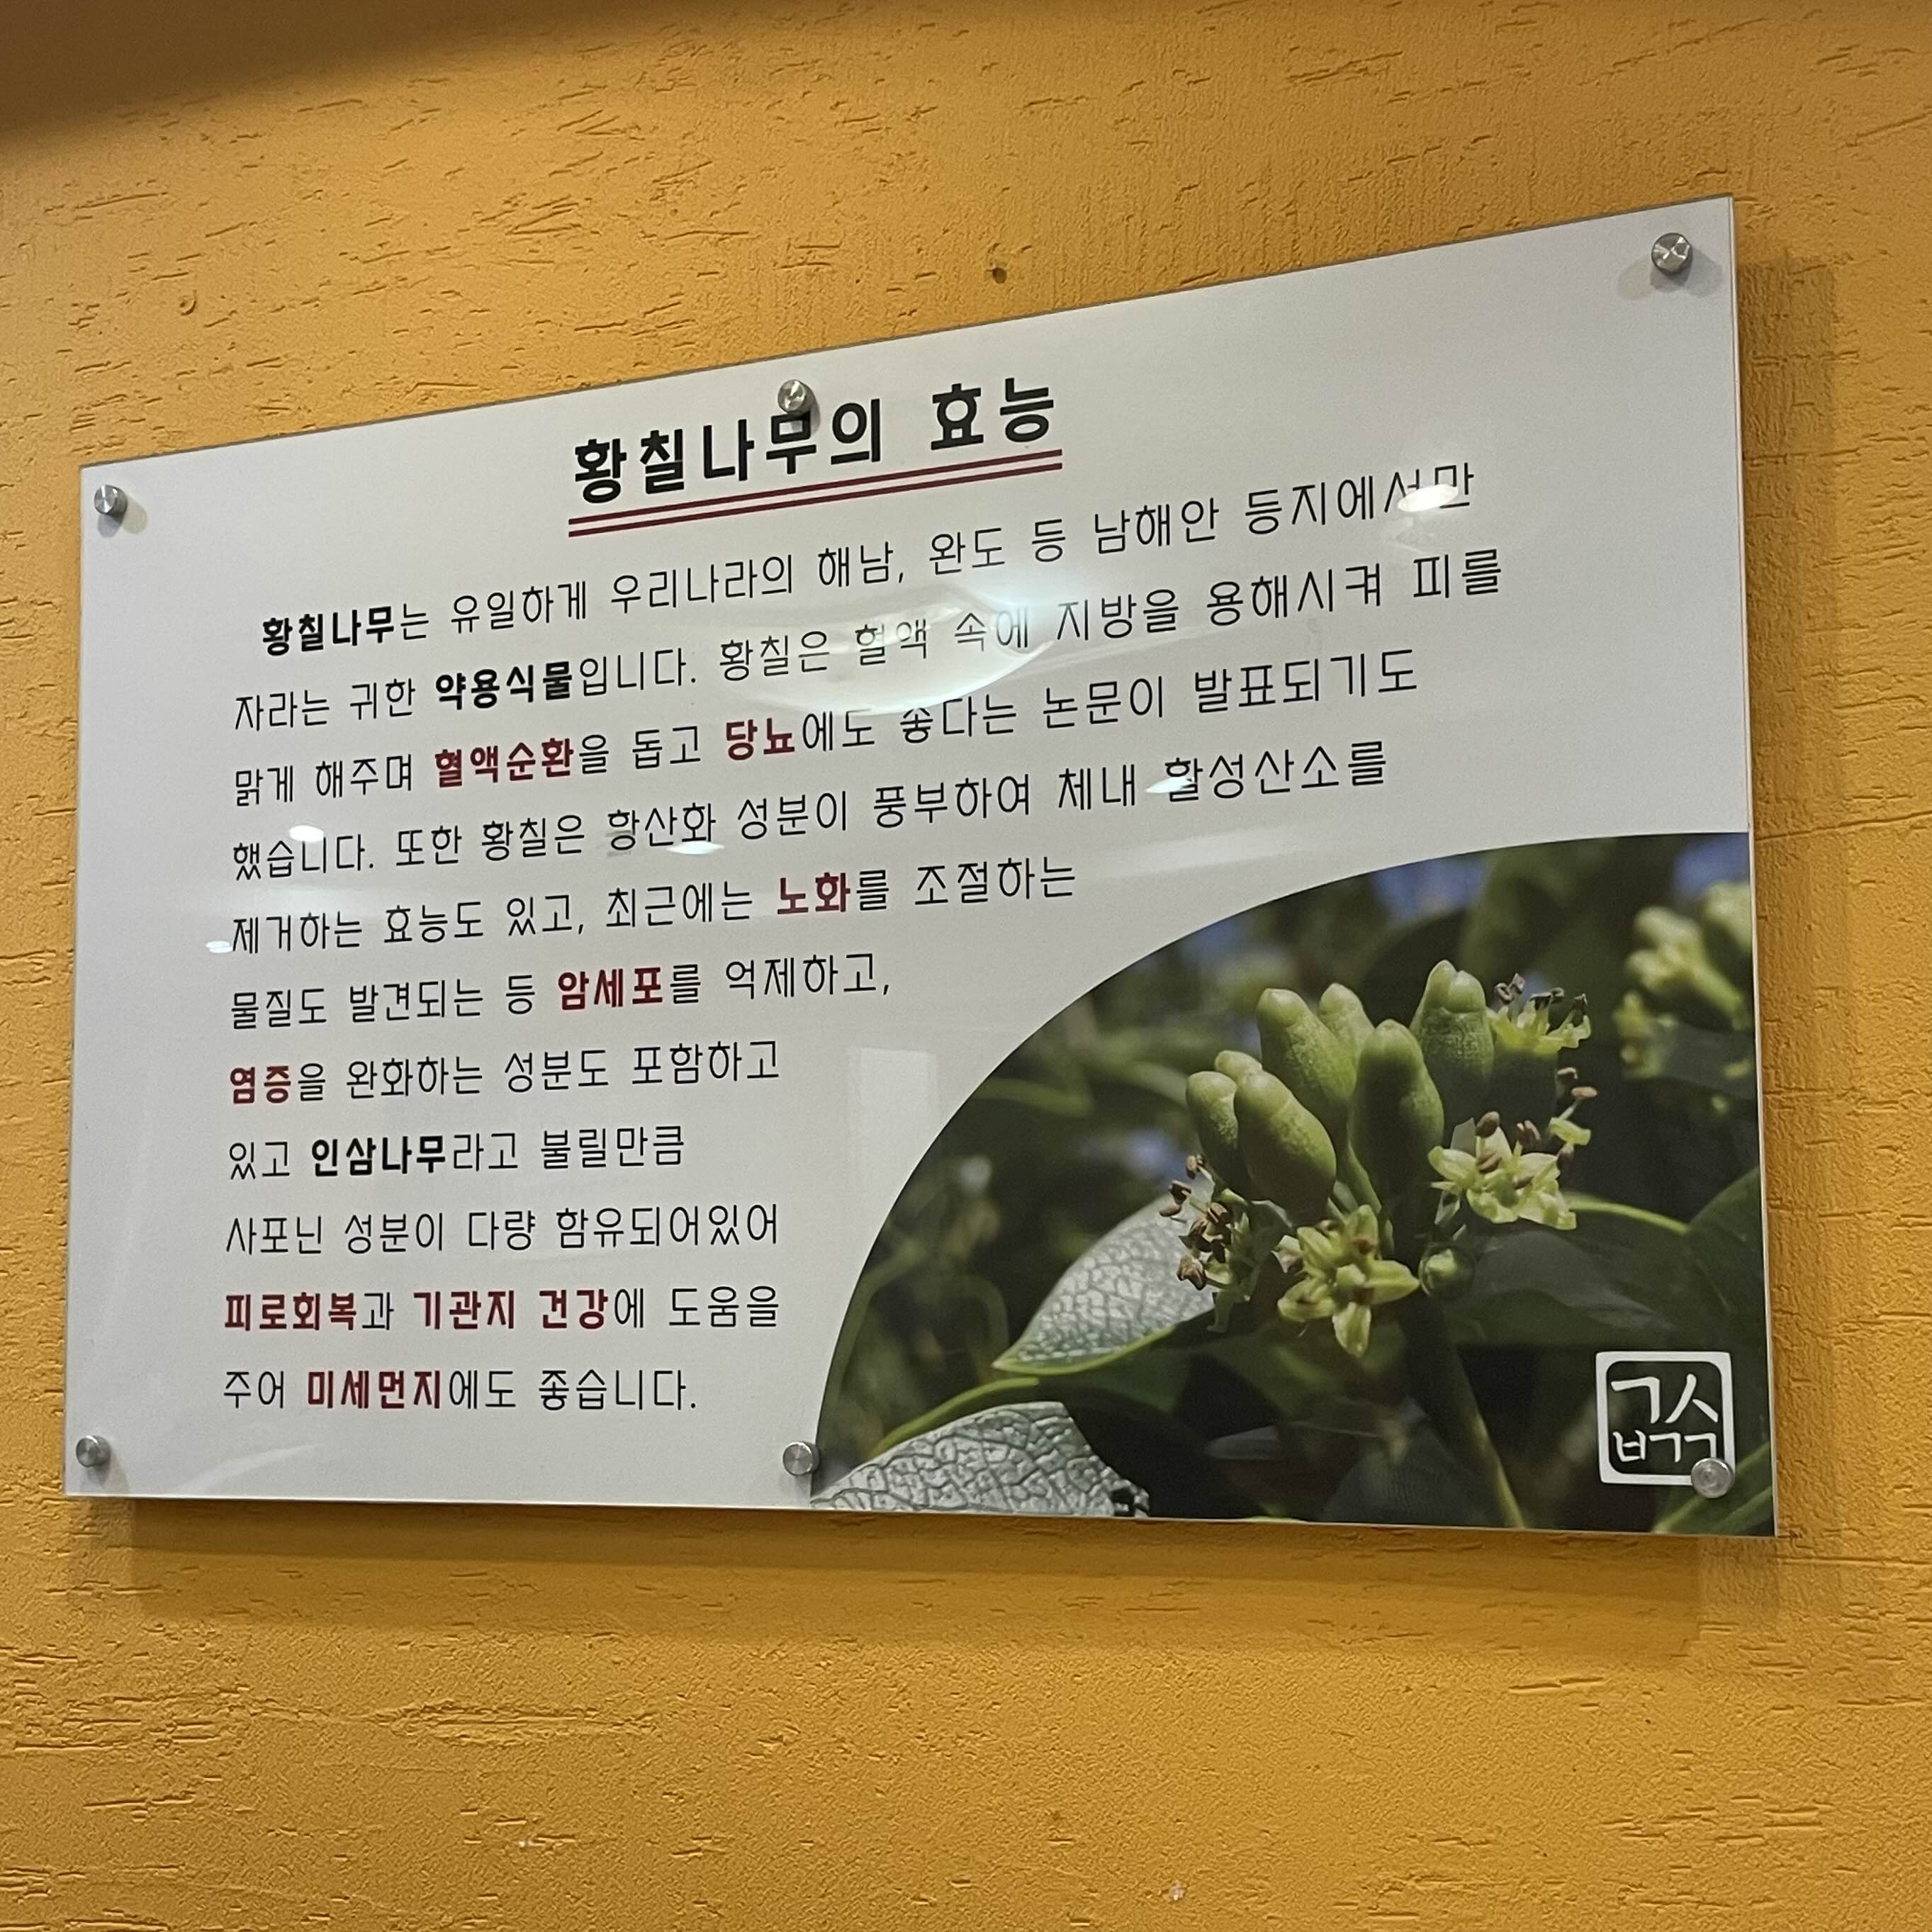 황칠나무의 효능
황칠나무는 유일하게 우리나라의 해남, 완도 등 남해안 등지에서만
자라는 귀한 약용식물입니다. 황칠은 혈액 속에 지방을 용해시켜 피를
맑게 해주며 혈액순환을 돕고 당뇨에도 좋다는 논문이 발표되기도
했습니다. 또한 황칠은 항산화 성분이 풍부하여 체내 활성산소를
제거하는 효능도 있고, 최근에는 노화를 조절하는
물질도 발견되는 등 암세포를 억제하고,
염증을 완화하는 성분도 포함하고
있고 인삼나무라고 불릴만큼
사포닌 성분이 다량 함유되어있어
피로회복과 기관지 건강에 도움을
주어 미세먼지에도 좋습니다.